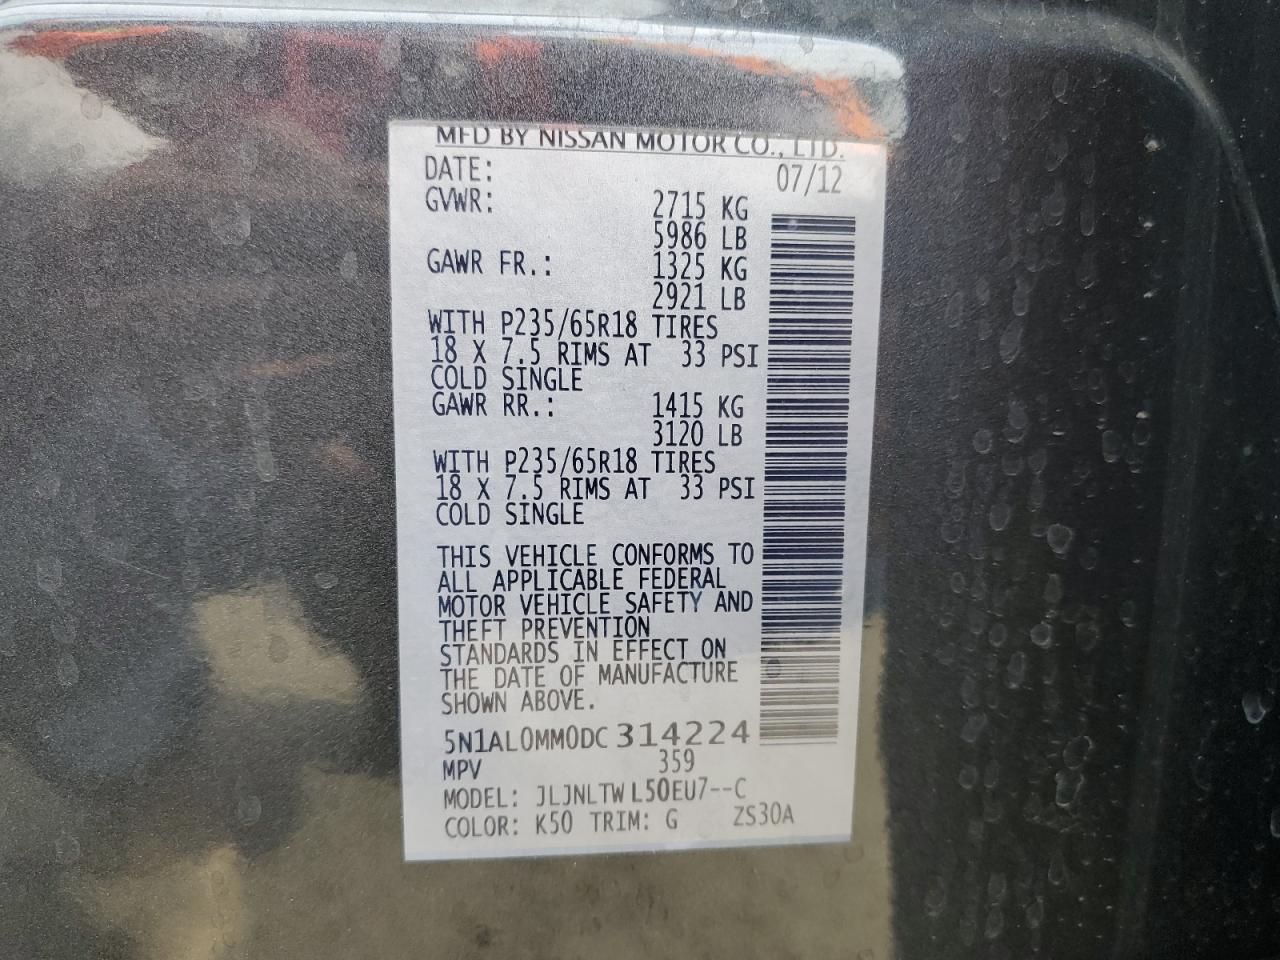 MFD BY NISSAN MOTOR CO., LTD.
DATE: 07/12
GVWR: 2715 KG
5986 LB
GAWR FR.: 1325 KG
2921 LB
WITH P235/65R18 TIRES
18 X 7.5 RIMS AT 33 PSI
COLD SINGLE
GAWR RR.: 1415 KG
3120 LB
WITH P235/65R18 TIRES
18 X 7.5 RIMS AT 33 PSI
COLD SINGLE
THIS VEHICLE CONFORMS TO
ALL APPLICABLE FEDERAL
MOTOR VEHICLE SAFETY AND
THEFT PREVENTION
STANDARDS IN EFFECT ON
THE DATE OF MANUFACTURE
SHOWN ABOVE.
5N1AL0MM0DC314224
MPV 359
MODEL: JLJNLTWL50EU7--C
COLOR: K50 TRIM: G ZS30A